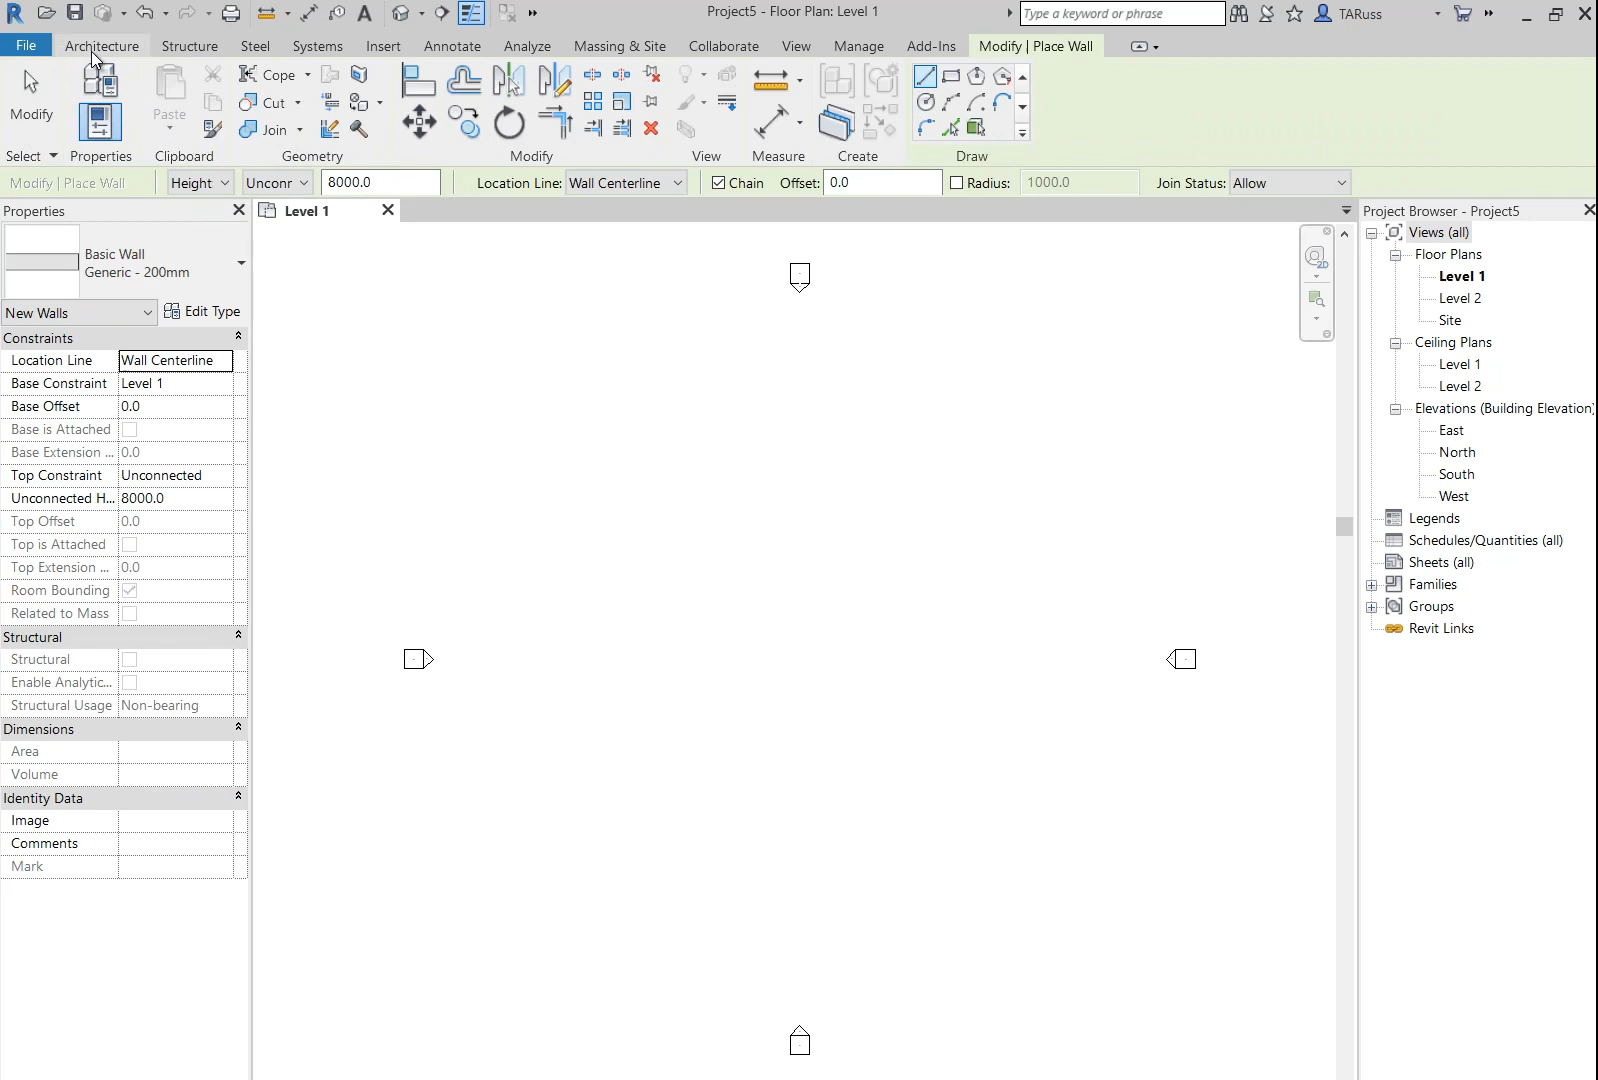 Project5 - Floor Plan: Level 1
Type a keyword or phrase
TARuss
File
Architecture
Structure
Steel
Systems
Insert
Annotate
Analyze
Massing & Site
Collaborate
View
Manage
Add-Ins
Modify | Place Wall
Modify
Paste
Cope
Cut
Join
Select
Properties
Clipboard
Geometry
Modify
View
Measure
Create
Draw
Modify | Place Wall
Height
Unconr
8000.0
Location Line:
Wall Centerline
Chain
Offset:
0.0
Radius:
1000.0
Join Status:
Allow
Properties
Basic Wall
Generic - 200mm
New Walls
Edit Type
Constraints
Location Line
Wall Centerline
Base Constraint
Level 1
Base Offset
0.0
Base is Attached
Base Extension ...
0.0
Top Constraint
Unconnected
Unconnected H...
8000.0
Top Offset
0.0
Top is Attached
Top Extension ...
0.0
Room Bounding
Related to Mass
Structural
Structural
Enable Analytic...
Structural Usage
Non-bearing
Dimensions
Area
Volume
Identity Data
Image
Comments
Mark
Level 1
2D
Project Browser - Project5
Views (all)
Floor Plans
Level 1
Level 2
Site
Ceiling Plans
Level 1
Level 2
Elevations (Building Elevation)
East
North
South
West
Legends
Schedules/Quantities (all)
Sheets (all)
Families
Groups
Revit Links